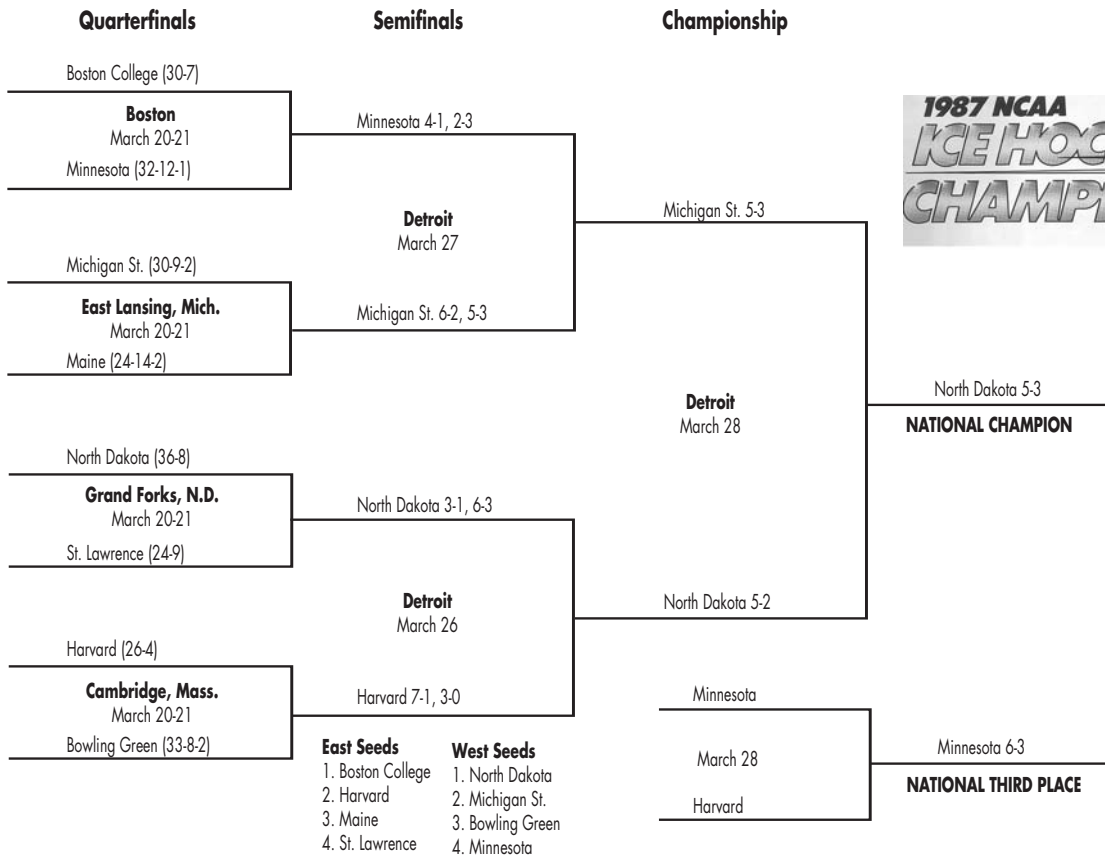 Quarterfinals
Semifinals
Championship
Boston College (30-7)
Boston
March 20-21
Minnesota (32-12-1)
Michigan St. (30-9-2)
East Lansing, Mich.
March 20-21
Maine (24-14-2)
North Dakota (36-8)
Grand Forks, N.D.
March 20-21
St. Lawrence (24-9)
Harvard (26-4)
Cambridge, Mass.
March 20-21
Bowling Green (33-8-2)
Minnesota 4-1, 2-3
Detroit
March 27
Michigan St. 6-2, 5-3
North Dakota 3-1, 6-3
Detroit
March 26
Harvard 7-1, 3-0
East Seeds
1. Boston College
2. Harvard
3. Maine
4. St. Lawrence
West Seeds
1. North Dakota
2. Michigan St.
3. Bowling Green
4. Minnesota
Michigan St. 5-3
Detroit
March 28
North Dakota 5-2
Minnesota
March 28
Harvard
1987 NCAA
ICE HOC
CHAMP
North Dakota 5-3
NATIONAL CHAMPION
Minnesota 6-3
NATIONAL THIRD PLACE